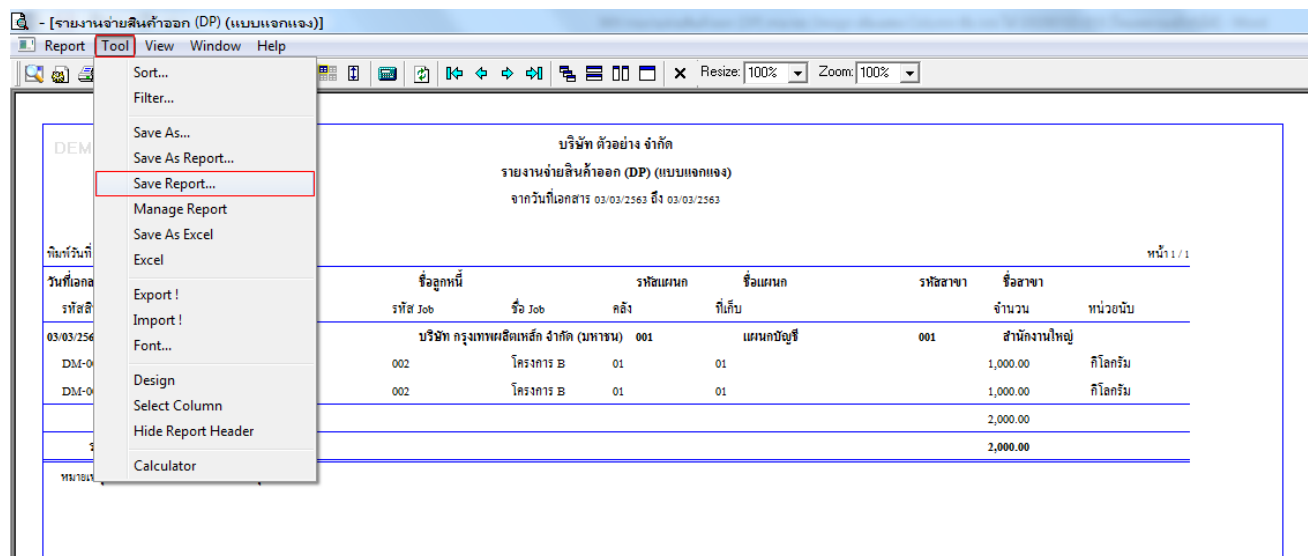 - [รายงานจ่ายสินค้าออก (DP) (แบบแจกแจง)]
Report Tool View Window Help
Resize: 100% Zoom: 100%
Sort...
Filter...
Save As...
Save As Report...
Save Report...
Manage Report
Save As Excel
Excel
Export !
Import !
Font...
Design
Select Column
Hide Report Header
Calculator
DEM
บริษัท ตัวอย่าง จำกัด
รายงานจ่ายสินค้าออก (DP) (แบบแจกแจง)
จากวันที่เอกสาร 03/03/2563 ถึง 03/03/2563
พิมพ์วันที่ หน้า 1 / 1
วันที่เอกส ชื่อลูกหนี้ รหัสแผนก ชื่อแผนก รหัสสาขา ชื่อสาขา
รหัสสิ รหัส Job ชื่อ Job คลัง ที่เก็บ จำนวน หน่วยนับ
03/03/256 บริษัท กรุงเทพผลิตเหล็ก จำกัด (มหาชน) 001 แผนกบัญชี 001 สำนักงานใหญ่
DM-0 002 โครงการ B 01 01 1,000.00 กิโลกรัม
DM-0 002 โครงการ B 01 01 1,000.00 กิโลกรัม
2,000.00
2,000.00
หมายเ